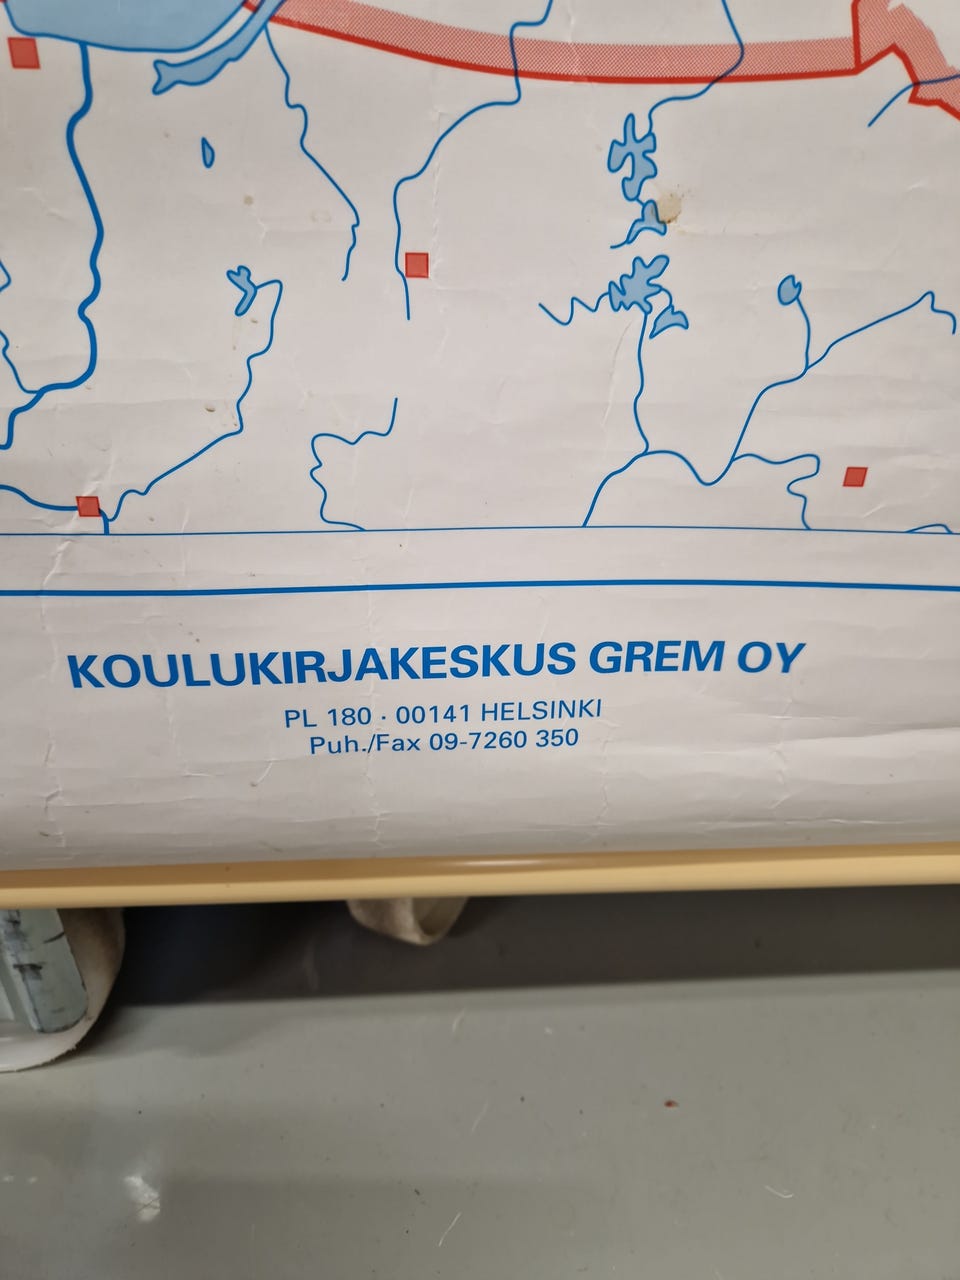 KOULUKIRJAKESKUS GREM OY
PL 180 · 00141 HELSINKI
Puh./Fax 09-7260 350